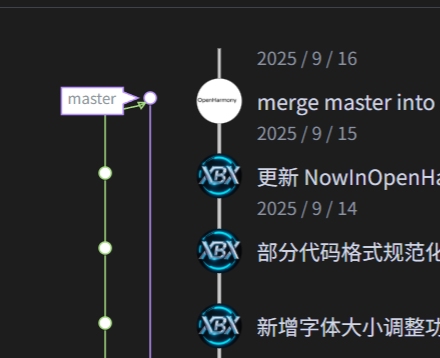 2025 / 9 / 16
master
OpenHarmony
merge master into
2025 / 9 / 15
XBX
更新 NowInOpenHa
2025 / 9 / 14
XBX
部分代码格式规范化
XBX
新增字体大小调整功